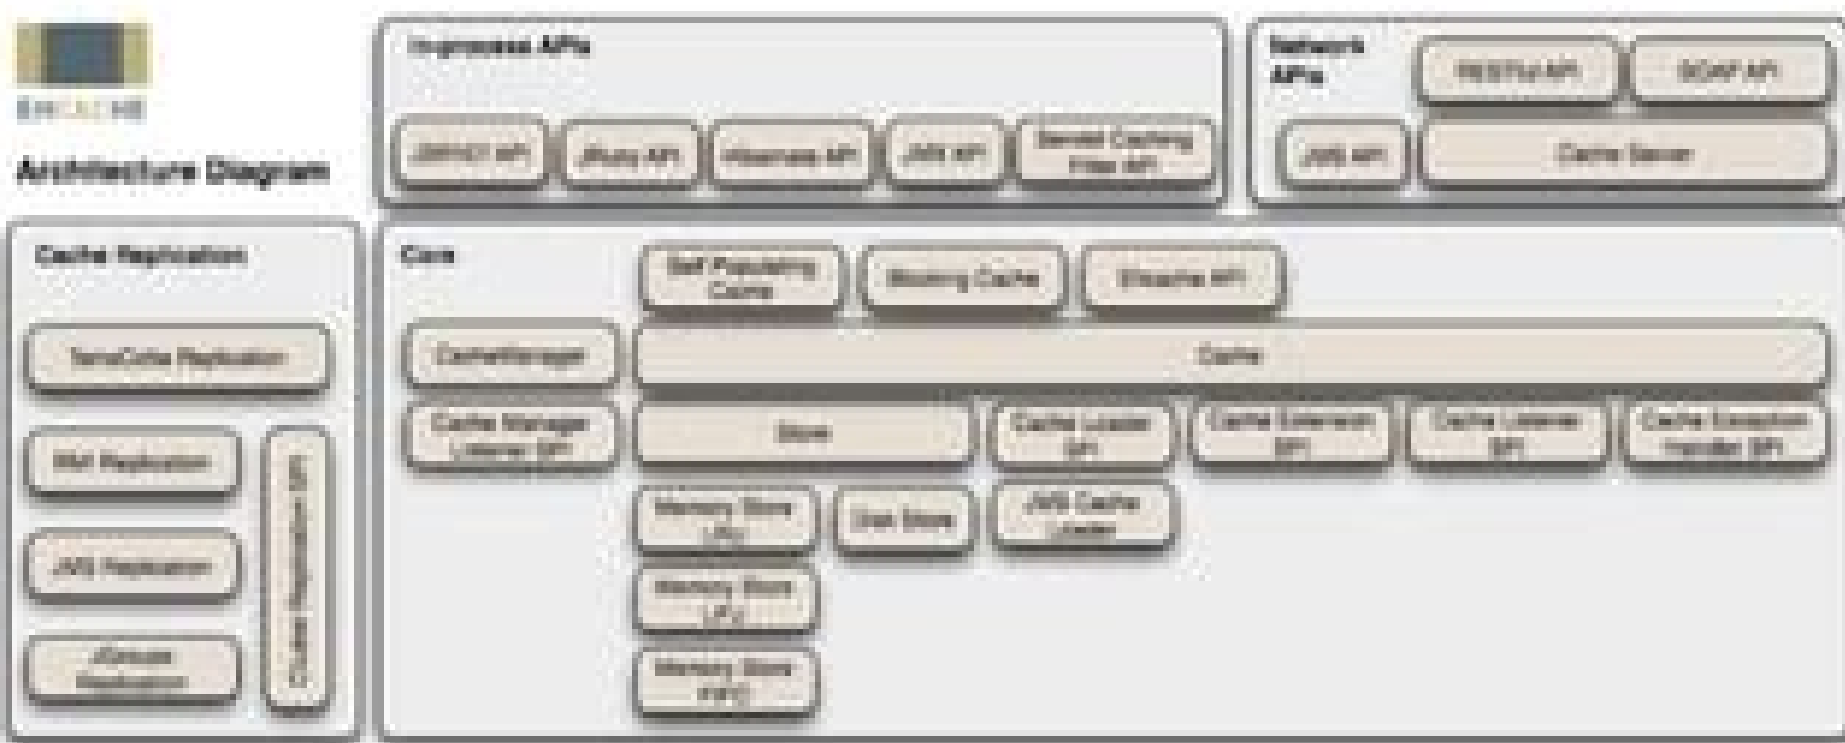 EHCACHE
Architecture Diagram
In-process APIs
JSR107 API
JRuby API
Hibernate API
JMX API
Servlet Caching
Filter API
Network
APIs
RESTful API
SOAP API
JMS API
Cache Server
Cache Replication
TerraCotta Replication
RMI Replication
JMS Replication
JGroups
Replication
Replication SPI
Core
Self Populating
Cache
Blocking Cache
Ehcache API
CacheManager
Cache
Cache Manager
Listener SPI
Store
Cache Loader
SPI
Cache Extension
SPI
Cache Listener
SPI
Cache Exception
Handler SPI
Memory Store
LRU
Disk Store
JMS Cache
Loader
Memory Store
LFU
Memory Store
FIFO